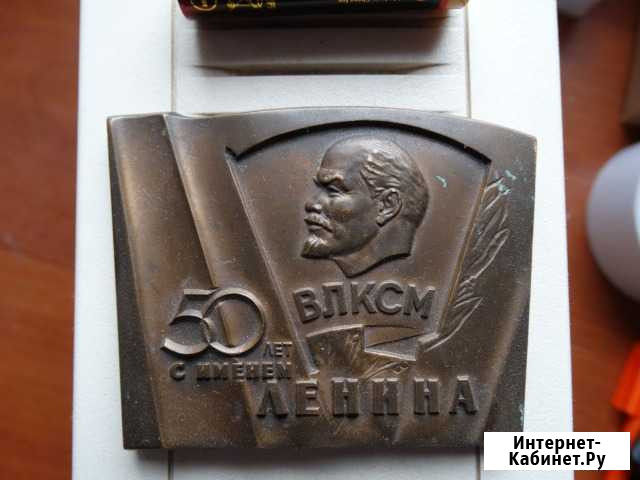 ВЛКСМ
50 ЛЕТ
С ИМЕНЕМ
ЛЕНИНА
Интернет-
Кабинет.Ру